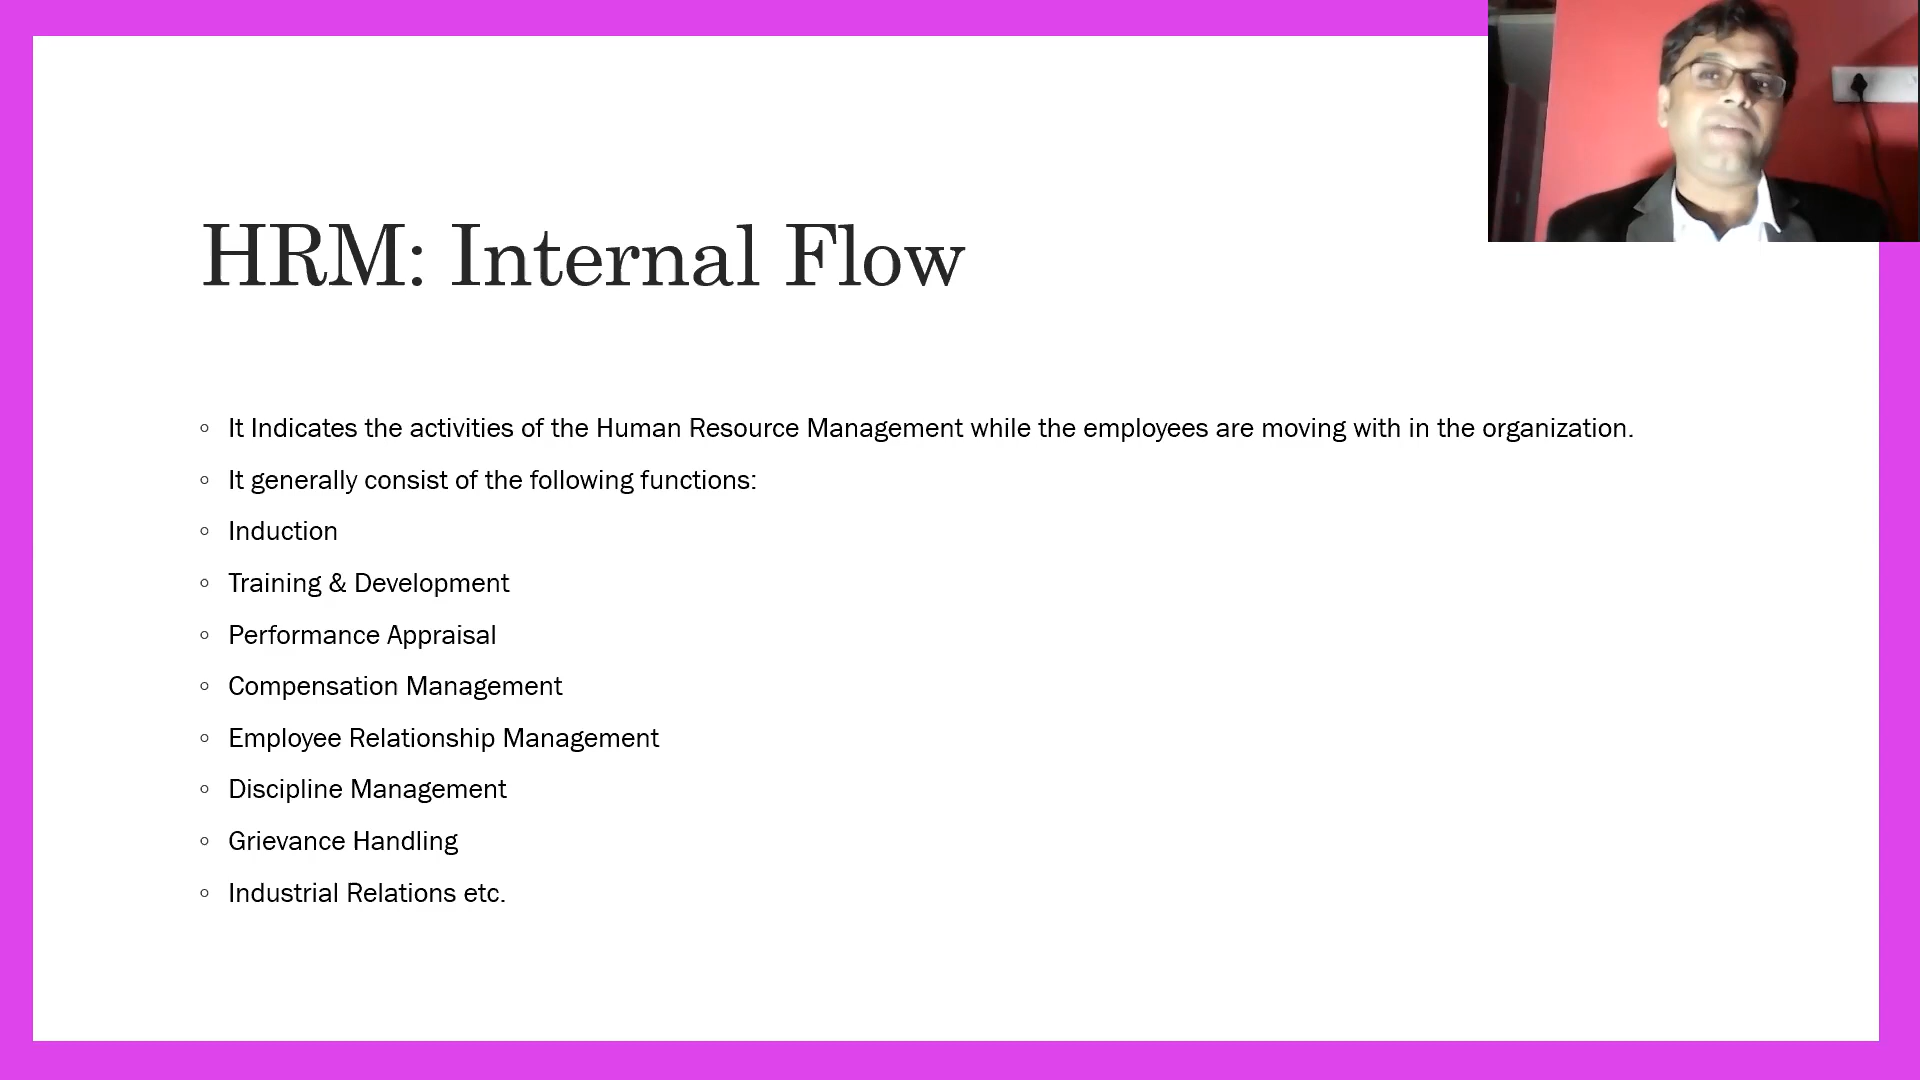 HRM: Internal Flow
It Indicates the activities of the Human Resource Management while the employees are moving with in the organization.
It generally consist of the following functions:
Induction
Training & Development
Performance Appraisal
Compensation Management
Employee Relationship Management
Discipline Management
Grievance Handling
Industrial Relations etc.